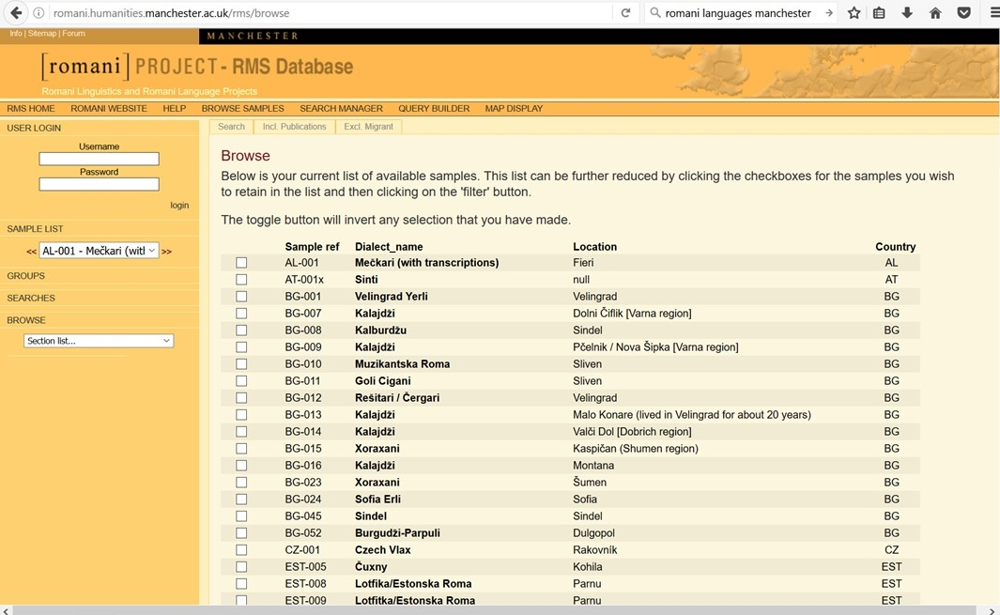 romani.humanities.manchester.ac.uk/rms/browse
romani languages manchester
Info | Sitemap | Forum
MANCHESTER
[romani] PROJECT - RMS Database
Romani Linguistics and Romani Language Projects
RMS HOME ROMANI WEBSITE HELP BROWSE SAMPLES SEARCH MANAGER QUERY BUILDER MAP DISPLAY
USER LOGIN
Username
Password
login
SAMPLE LIST
<< AL-001 - Mečkari (witl >>
GROUPS
SEARCHES
BROWSE
Section list...
Search Incl. Publications Excl. Migrant
Browse
Below is your current list of available samples. This list can be further reduced by clicking the checkboxes for the samples you wish
to retain in the list and then clicking on the 'filter' button.
The toggle button will invert any selection that you have made.
Sample ref Dialect_name Location Country
AL-001 Mečkari (with transcriptions) Fieri AL
AT-001x Sinti null AT
BG-001 Velingrad Yerli Velingrad BG
BG-007 Kalajdži Dolni Čiflik [Varna region] BG
BG-008 Kalburdžu Sindel BG
BG-009 Kalajdži Pčelnik / Nova Šipka [Varna region] BG
BG-010 Muzikantska Roma Sliven BG
BG-011 Goli Cigani Sliven BG
BG-012 Rešitari / Čergari Velingrad BG
BG-013 Kalajdži Malo Konare (lived in Velingrad for about 20 years) BG
BG-014 Kalajdži Valči Dol [Dobrich region] BG
BG-015 Xoraxani Kaspičan (Shumen region) BG
BG-016 Kalajdži Montana BG
BG-023 Xoraxani Šumen BG
BG-024 Sofia Erli Sofia BG
BG-045 Sindel Sindel BG
BG-052 Burgudži-Parpuli Dulgopol BG
CZ-001 Czech Vlax Rakovník CZ
EST-005 Čuxny Kohila EST
EST-008 Lotfika/Estonska Roma Parnu EST
EST-009 Lotfitka/Estonska Roma Parnu EST